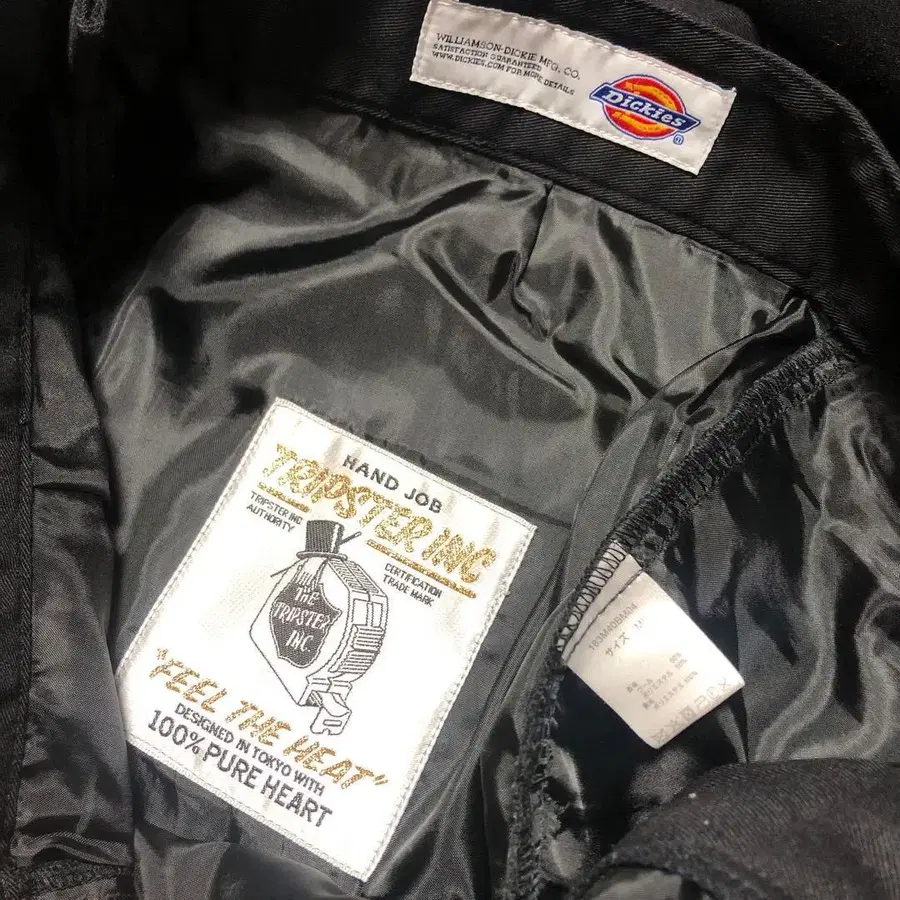 WILLIAMSON-DICKIE MFG. CO.
SATISFACTION GUARANTEED
WWW.DICKIES.COM FOR MORE DETAILS
Dickies
®
HAND JOB
"TRIPSTER INC
TRIPSTER INC
AUTHORITY
CERTIFICATION
TRADE MARK
THE
TRIPSTER
INC.
"FEEL THE HEAT"
DESIGNED IN TOKYO WITH
100% PURE HEART
サイズ M